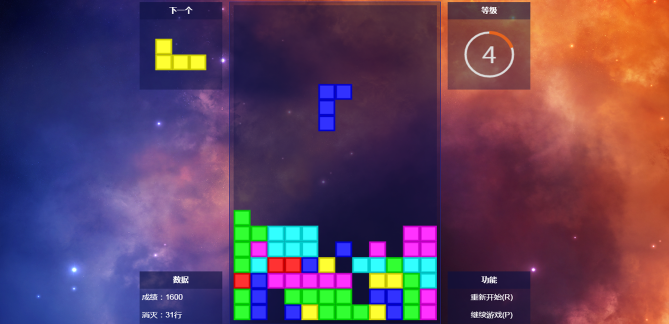 下一个
等级
4
数据
成绩：1600
消灭：31行
功能
重新开始(R)
继续游戏(P)